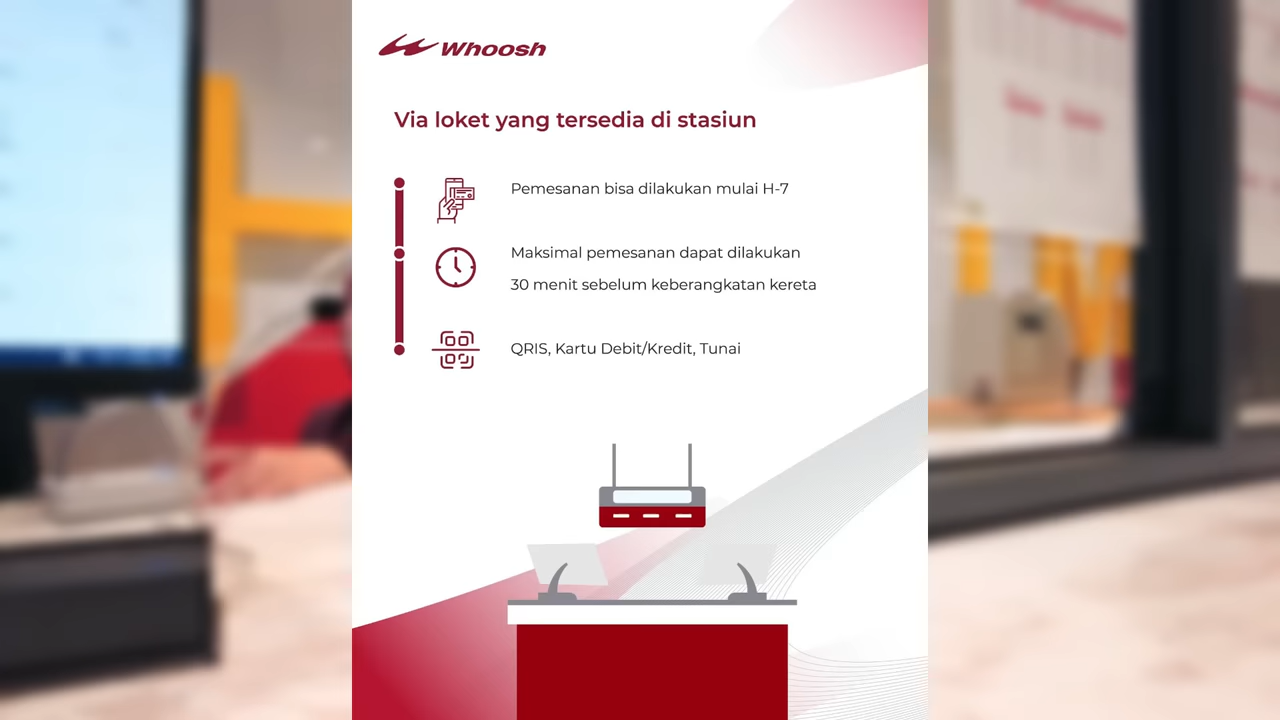 Whoosh
Via loket yang tersedia di stasiun
Pemesanan bisa dilakukan mulai H-7
Maksimal pemesanan dapat dilakukan
30 menit sebelum keberangkatan kereta
QRIS, Kartu Debit/Kredit, Tunai